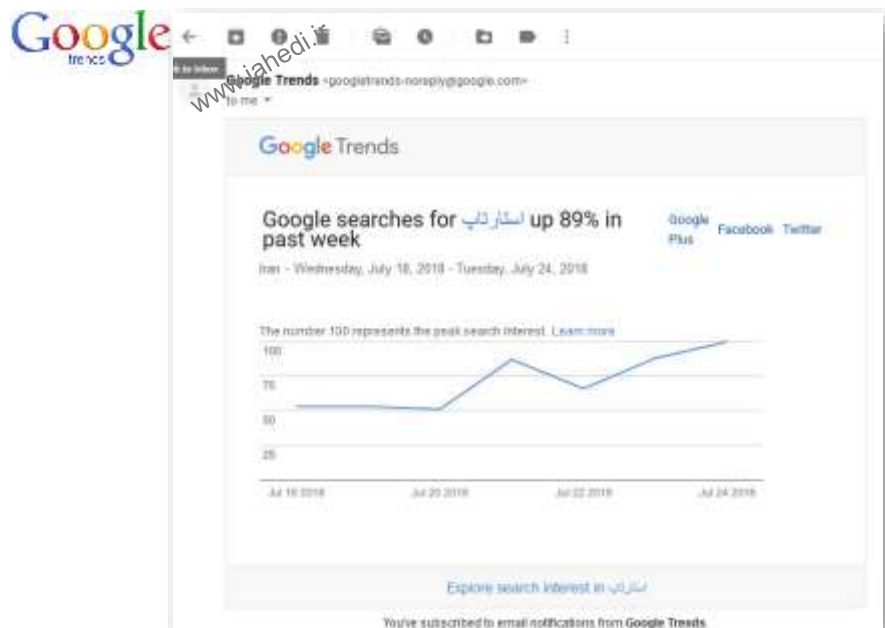 Google
trends
www.jahedi.ir
Google Trends <googletrends-noreply@google.com>
to me
Google Trends
Google searches for استارتاپ up 89% in
past week
Google
Plus
Facebook Twitter
Iran - Wednesday, July 18, 2018 - Tuesday, July 24, 2018
The number 100 represents the peak search interest. Learn more
100
75
50
25
Jul 18 2018 Jul 20 2018 Jul 22 2018 Jul 24 2018
Explore search interest in استارتاپ
You've subscribed to email notifications from Google Trends.